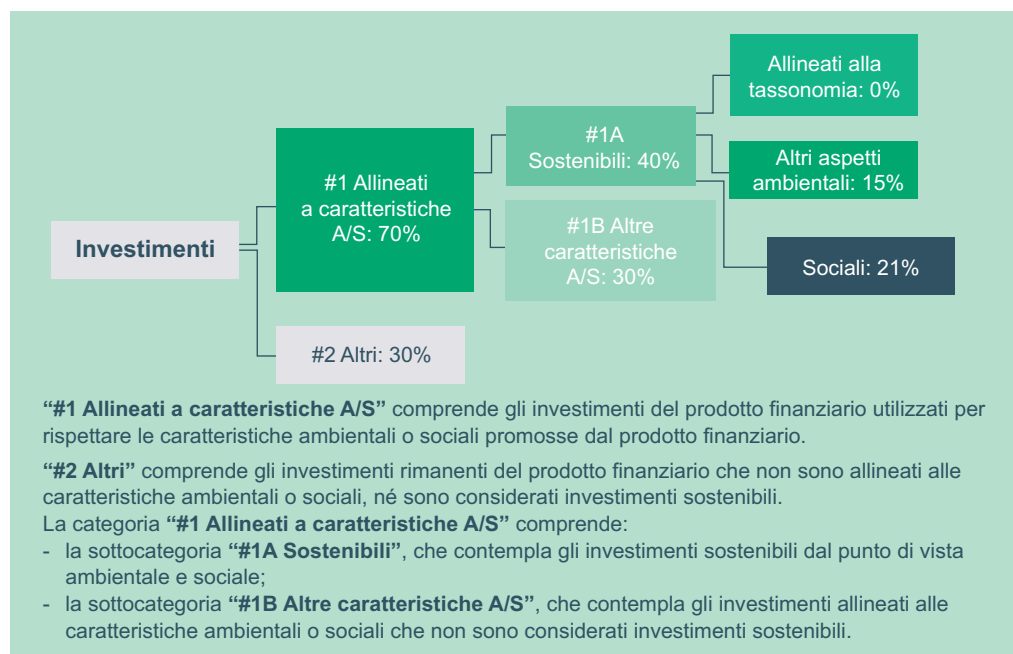 Allineati alla
tassonomia: 0%
#1A
Sostenibili: 40%
Altri aspetti
ambientali: 15%
#1 Allineati
a caratteristiche
A/S: 70%
#1B Altre
caratteristiche
A/S: 30%
Investimenti
Sociali: 21%
#2 Altri: 30%
“#1 Allineati a caratteristiche A/S” comprende gli investimenti del prodotto finanziario utilizzati per
rispettare le caratteristiche ambientali o sociali promosse dal prodotto finanziario.
“#2 Altri” comprende gli investimenti rimanenti del prodotto finanziario che non sono allineati alle
caratteristiche ambientali o sociali, né sono considerati investimenti sostenibili.
La categoria “#1 Allineati a caratteristiche A/S” comprende:
- la sottocategoria “#1A Sostenibili”, che contempla gli investimenti sostenibili dal punto di vista
ambientale e sociale;
- la sottocategoria “#1B Altre caratteristiche A/S”, che contempla gli investimenti allineati alle
caratteristiche ambientali o sociali che non sono considerati investimenti sostenibili.